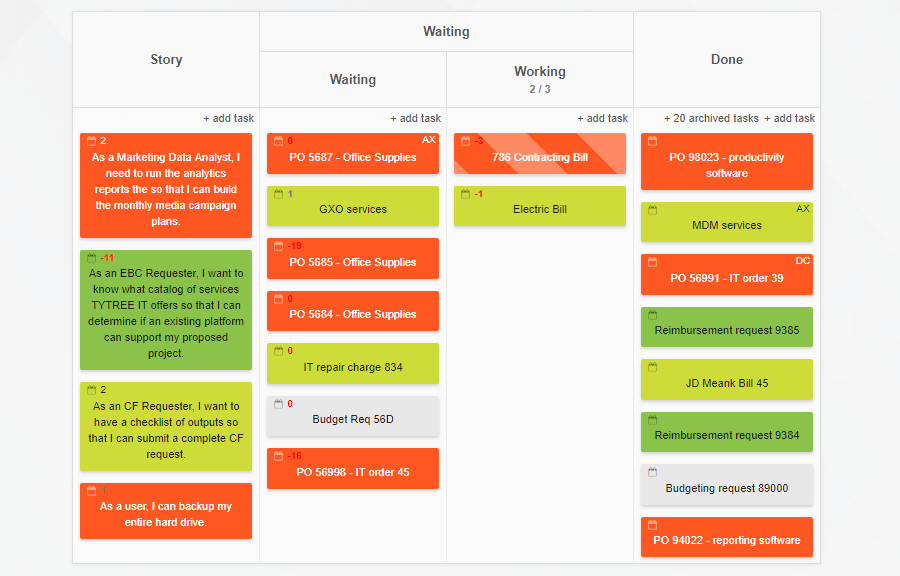 Story
Waiting
Waiting
Working
2 / 3
Done
+ add task
2
As a Marketing Data Analyst, I
need to run the analytics
reports the so that I can build
the monthly media campaign
plans.
-11
As an EBC Requester, I want to
know what catalog of services
TYTREE IT offers so that I can
determine if an existing platform
can support my proposed
project.
2
As an CF Requester, I want to
have a checklist of outputs so
that I can submit a complete CF
request.
1
As a user, I can backup my
entire hard drive.
+ add task
0 AX
PO 5687 - Office Supplies
1
GXO services
-19
PO 5685 - Office Supplies
0
PO 5684 - Office Supplies
0
IT repair charge 834
0
Budget Req 56D
-16
PO 56998 - IT order 45
+ add task
-3
786 Contracting Bill
-1
Electric Bill
+ 20 archived tasks + add task
PO 98023 - productivity
software
AX
MDM services
DC
PO 56991 - IT order 39
Reimbursement request 9385
JD Meank Bill 45
Reimbursement request 9384
Budgeting request 89000
PO 94022 - reporting software